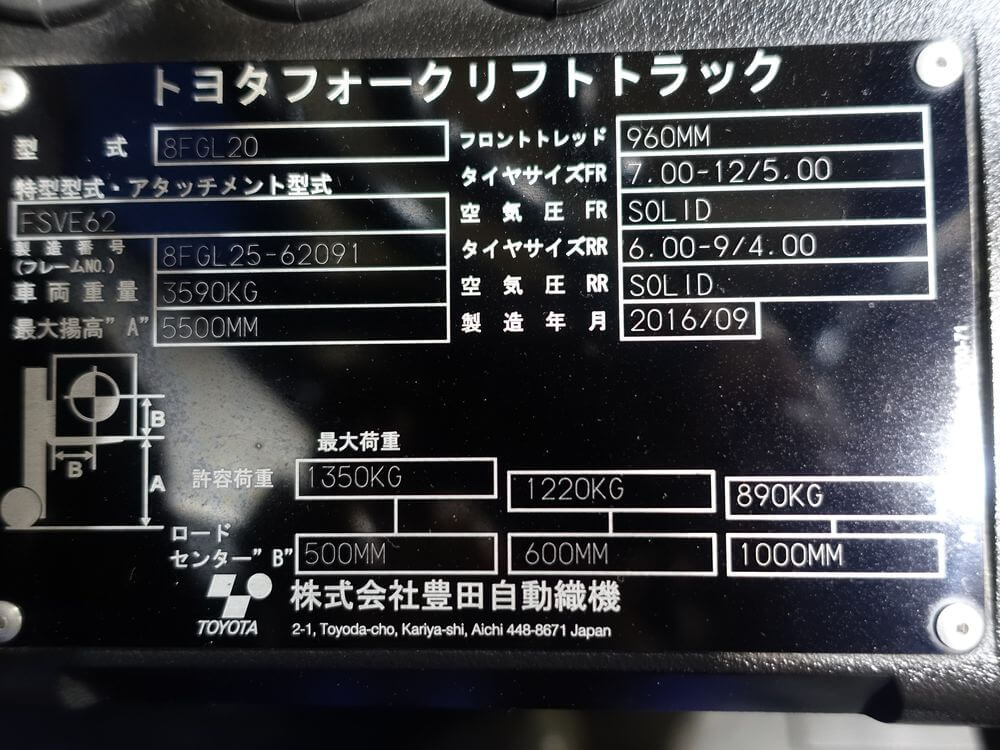 トヨタフォークリフトトラック
型 式 8FGL20
特型型式・アタッチメント型式
FSVE62
製造番号 8FGL25-62091
(フレームNO.)
車両重量 3590KG
最大揚高"A" 5500MM
フロントトレッド 960MM
タイヤサイズFR 7.00-12/5.00
空気圧 FR SOLID
タイヤサイズRR 6.00-9/4.00
空気圧 RR SOLID
製造年月 2016/09
B
B
A
最大荷重
許容荷重 1350KG 1220KG 890KG
ロード
センター"B" 500MM 600MM 1000MM
TOYOTA
株式会社豊田自動織機
2-1, Toyoda-cho, Kariya-shi, Aichi 448-8671 Japan